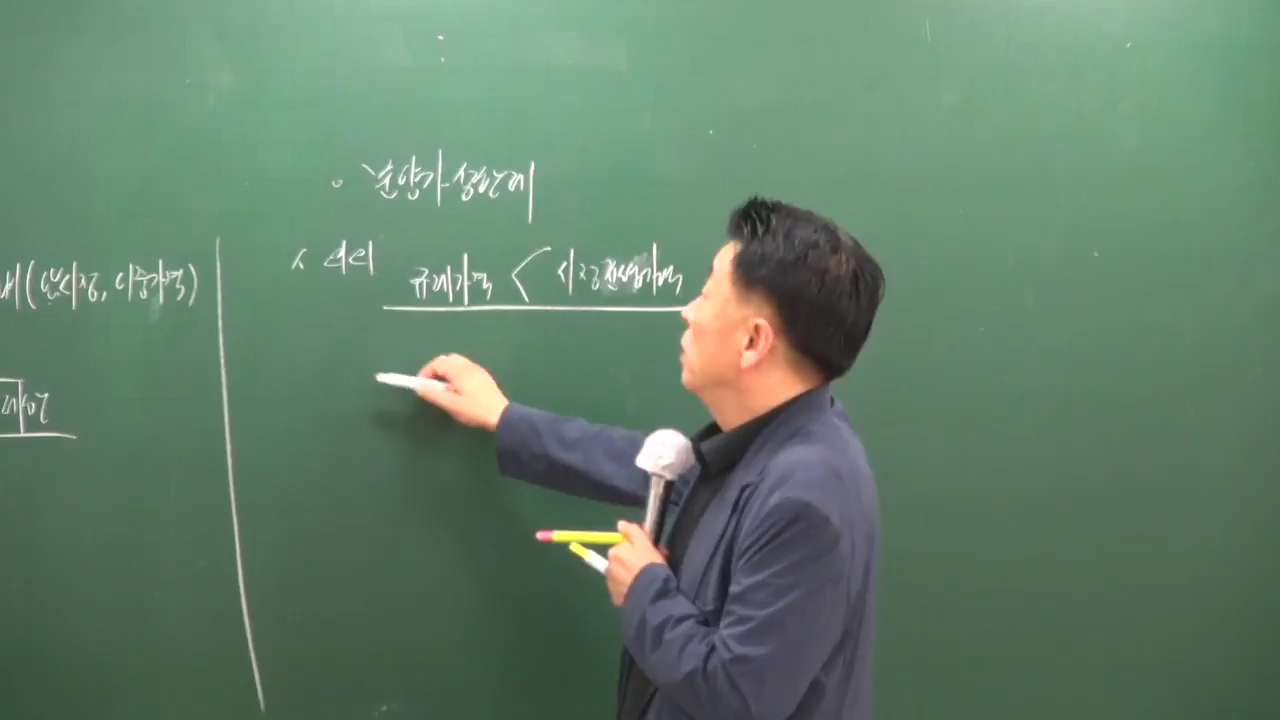 (암시장, 이중가격)
◦ 분양가상한제
< 의의
규제가격 < 시장균형가격